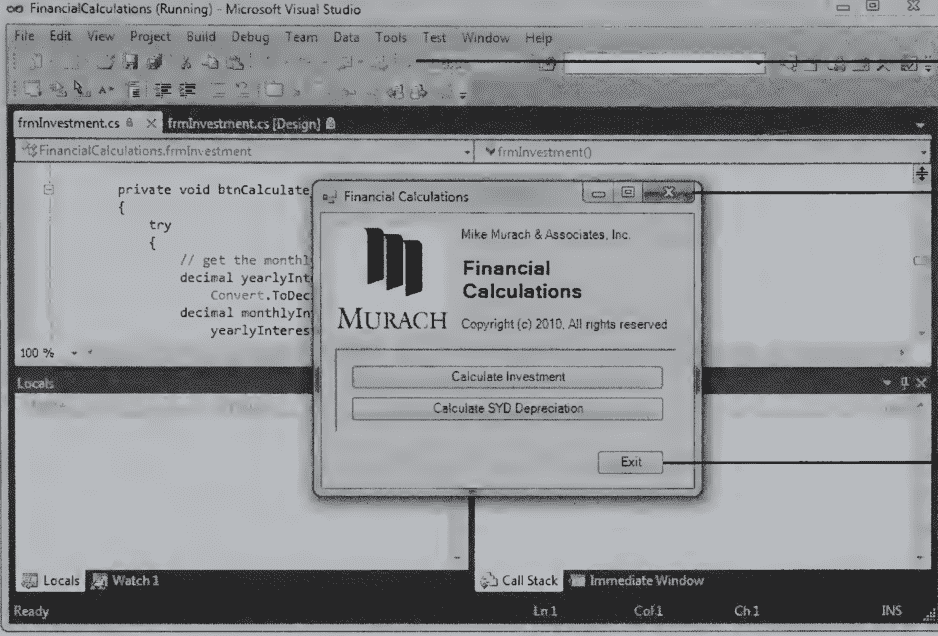 FinancialCalculations (Running) - Microsoft Visual Studio
File Edit View Project Build Debug Team Data Tools Test Window Help
frmInvestment.cs frmInvestment.cs [Design]
FinancialCalculations.frmInvestment frmInvestment()
private void btnCalculate
{
try
{
// get the monthl
decimal yearlyInt
Convert.ToDeci
decimal monthlyIn
yearlyInteres
100 %
Financial Calculations
Mike Murach & Associates, Inc.
Financial
Calculations
MURACH
Copyright (c) 2010, All rights reserved
Calculate Investment
Calculate SYD Depreciation
Exit
Locals
Locals Watch 1
Call Stack Immediate Window
Ready Ln 1 Col 1 Ch 1 INS